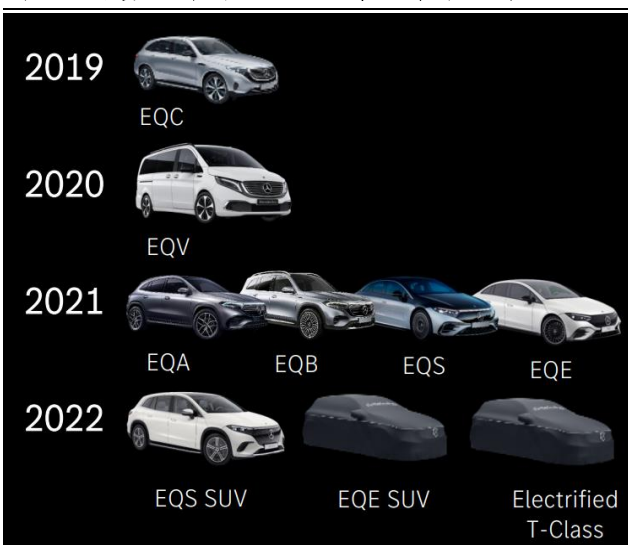 2019
EQC
2020
EQV
2021
EQA EQB EQS EQE
2022
EQS SUV EQE SUV Electrified
T-Class